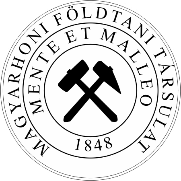 MAGYARHONI FÖLDTANI TÁRSULAT
MENTE ET MALLEO
1848